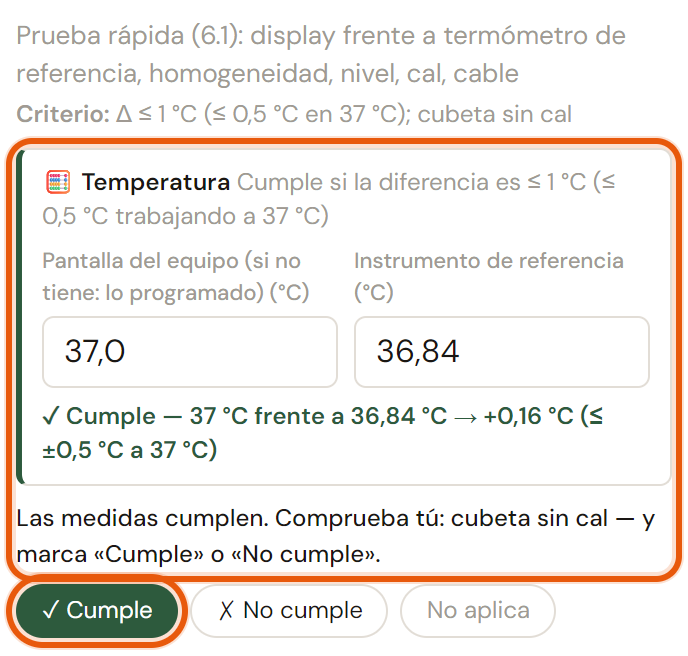 Prueba rápida (6.1): display frente a termómetro de
referencia, homogeneidad, nivel, cal, cable
Criterio: Δ ≤ 1 °C (≤ 0,5 °C en 37 °C); cubeta sin cal
Temperatura Cumple si la diferencia es ≤ 1 °C (≤
0,5 °C trabajando a 37 °C)
Pantalla del equipo (si no
tiene: lo programado) (°C)
Instrumento de referencia
(°C)
37,0
36,84
✓ Cumple — 37 °C frente a 36,84 °C → +0,16 °C (≤
±0,5 °C a 37 °C)
Las medidas cumplen. Comprueba tú: cubeta sin cal — y
marca «Cumple» o «No cumple».
✓ Cumple
✗ No cumple
No aplica